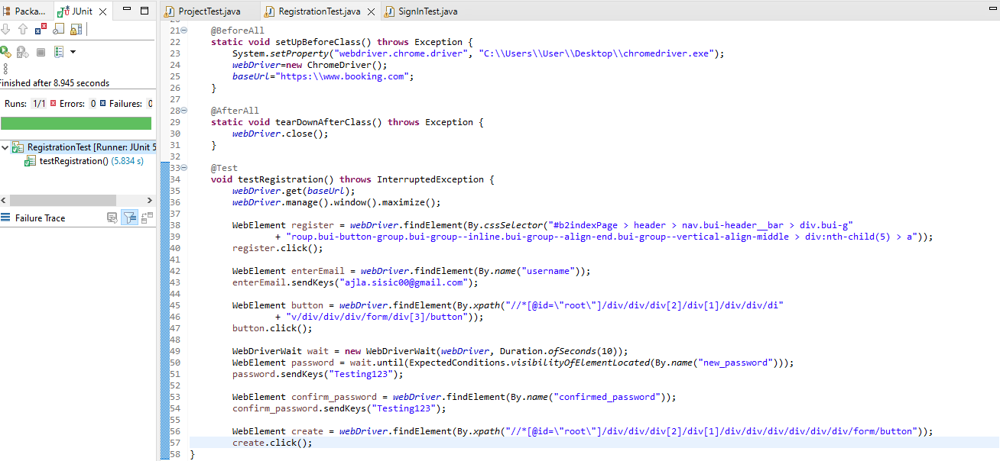 Packa...
JUnit
ProjectTest.java
RegistrationTest.java
SignInTest.java
Finished after 8.945 seconds
Runs: 1/1 Errors: 0 Failures: 0
RegistrationTest [Runner: JUnit 5
testRegistration() (5.834 s)
Failure Trace
21 @BeforeAll
22 static void setUpBeforeClass() throws Exception {
23 System.setProperty("webdriver.chrome.driver", "C:\\Users\\User\\Desktop\\chromedriver.exe");
24 webDriver=new ChromeDriver();
25 baseUrl="https:\\www.booking.com";
26 }
27
28 @AfterAll
29 static void tearDownAfterClass() throws Exception {
30 webDriver.close();
31 }
32
33 @Test
34 void testRegistration() throws InterruptedException {
35 webDriver.get(baseUrl);
36 webDriver.manage().window().maximize();
37
38 WebElement register = webDriver.findElement(By.cssSelector("#b2indexPage > header > nav.bui-header__bar > div.bui-g"
39 + "roup.bui-button-group.bui-group--inline.bui-group--align-end.bui-group--vertical-align-middle > div:nth-child(5) > a"));
40 register.click();
41
42 WebElement enterEmail = webDriver.findElement(By.name("username"));
43 enterEmail.sendKeys("ajla.sisic00@gmail.com");
44
45 WebElement button = webDriver.findElement(By.xpath("//*[@id=\"root\"]/div/div/div[2]/div[1]/div/div/di"
46 + "v/div/div/div/form/div[3]/button"));
47 button.click();
48
49 WebDriverWait wait = new WebDriverWait(webDriver, Duration.ofSeconds(10));
50 WebElement password = wait.until(ExpectedConditions.visibilityOfElementLocated(By.name("new_password")));
51 password.sendKeys("Testing123");
52
53 WebElement confirm_password = webDriver.findElement(By.name("confirmed_password"));
54 confirm_password.sendKeys("Testing123");
55
56 WebElement create = webDriver.findElement(By.xpath("//*[@id=\"root\"]/div/div/div[2]/div[1]/div/div/div/div/div/div/form/button"));
57 create.click();
58 }